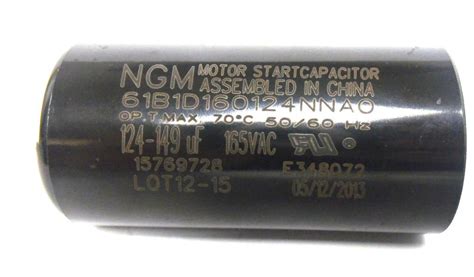 NGM MOTOR STARTCAPACITOR
ASSEMBLED IN CHINA
61B1D160124NNA0
OP.T.MAX 70°C 50/60 Hz
124-149 uF 165VAC
15769728 E348072
LOT12-15 05/12/2013